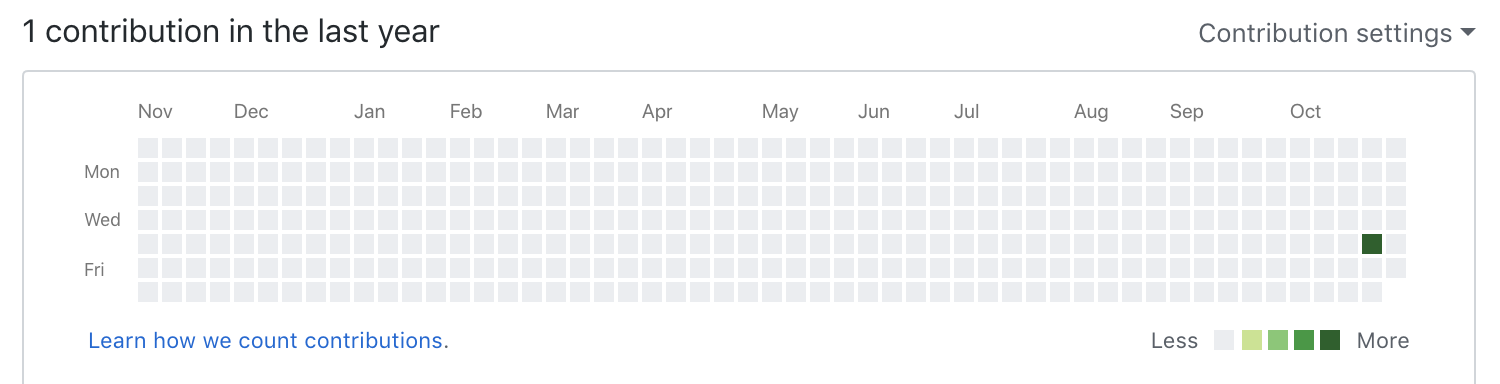 1 contribution in the last year
Contribution settings
Nov Dec Jan Feb Mar Apr May Jun Jul Aug Sep Oct
Mon
Wed
Fri
Learn how we count contributions.
Less More